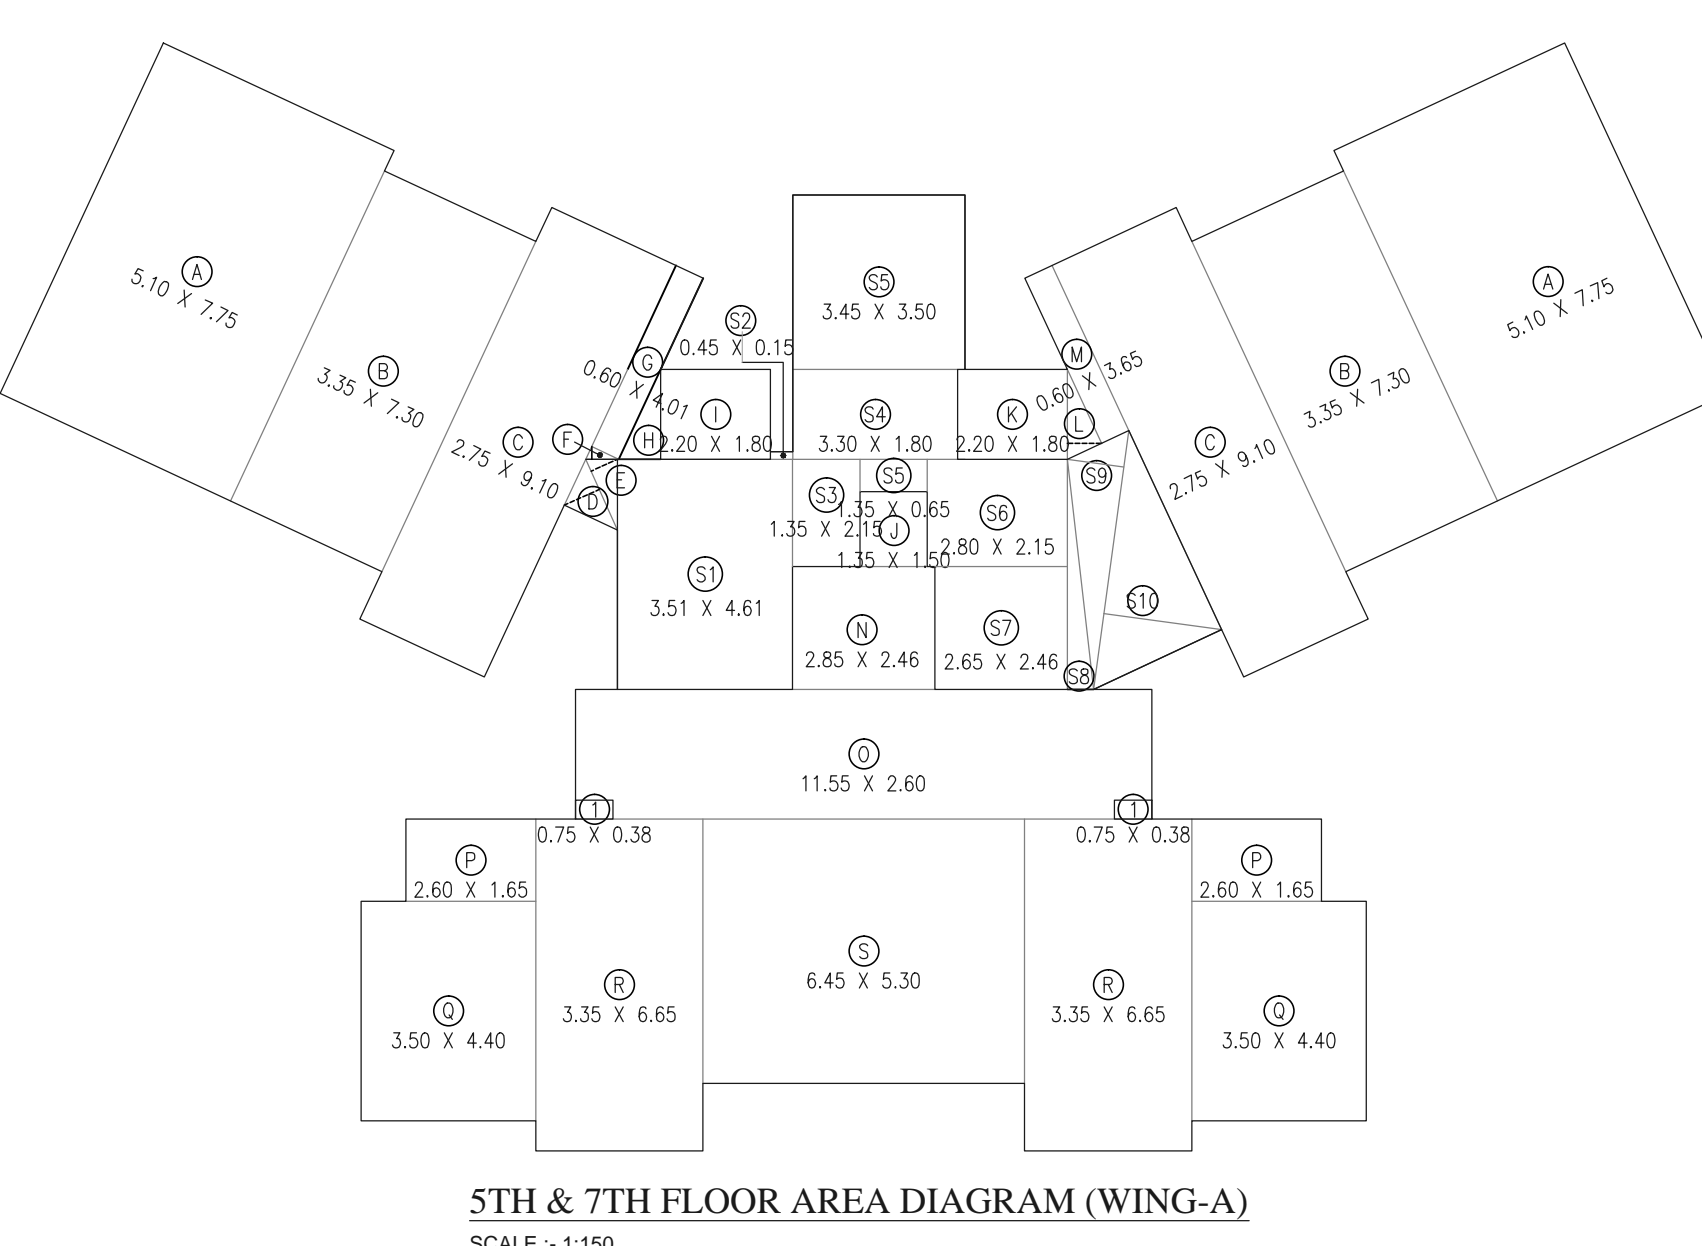 A
5.10 X 7.75
B
3.35 X 7.30
C
2.75 X 9.10
F
D
E
G
0.60 X 4.01
H
I
2.20 X 1.80
S2
0.45 X 0.15
S5
3.45 X 3.50
S4
3.30 X 1.80
K
2.20 X 1.80
M
0.60 X 3.65
L
C
2.75 X 9.10
B
3.35 X 7.30
A
5.10 X 7.75
S1
3.51 X 4.61
S3
1.35 X 2.15
S5
1.35 X 0.65
J
1.35 X 1.50
S6
2.80 X 2.15
S9
S10
N
2.85 X 2.46
S7
2.65 X 2.46
S8
O
11.55 X 2.60
1
0.75 X 0.38
1
0.75 X 0.38
P
2.60 X 1.65
P
2.60 X 1.65
Q
3.50 X 4.40
R
3.35 X 6.65
S
6.45 X 5.30
R
3.35 X 6.65
Q
3.50 X 4.40
5TH & 7TH FLOOR AREA DIAGRAM (WING-A)
SCALE :- 1:150